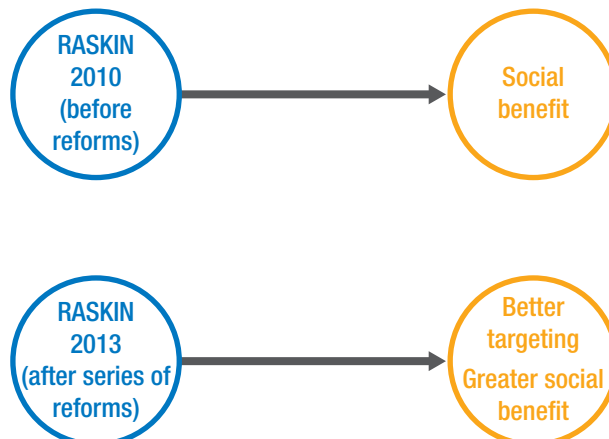 RASKIN
2010
(before
reforms)
Social
benefit
RASKIN
2013
(after series of
reforms)
Better
targeting
Greater social
benefit